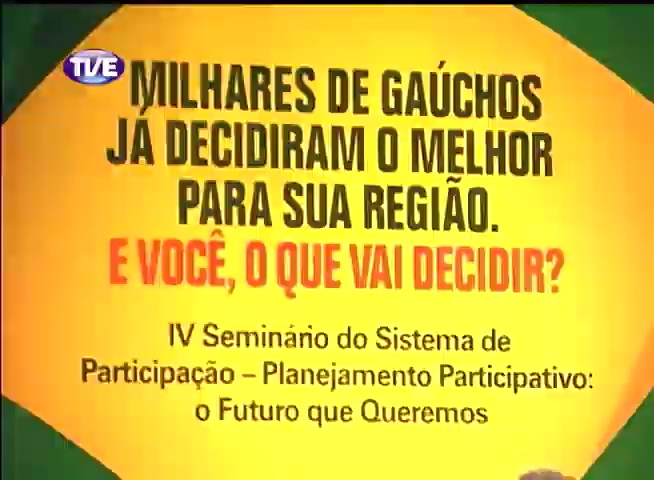 TVE
MILHARES DE GAÚCHOS
JÁ DECIDIRAM O MELHOR
PARA SUA REGIÃO.
E VOCÊ, O QUE VAI DECIDIR?
IV Seminário do Sistema de
Participação – Planejamento Participativo:
o Futuro que Queremos